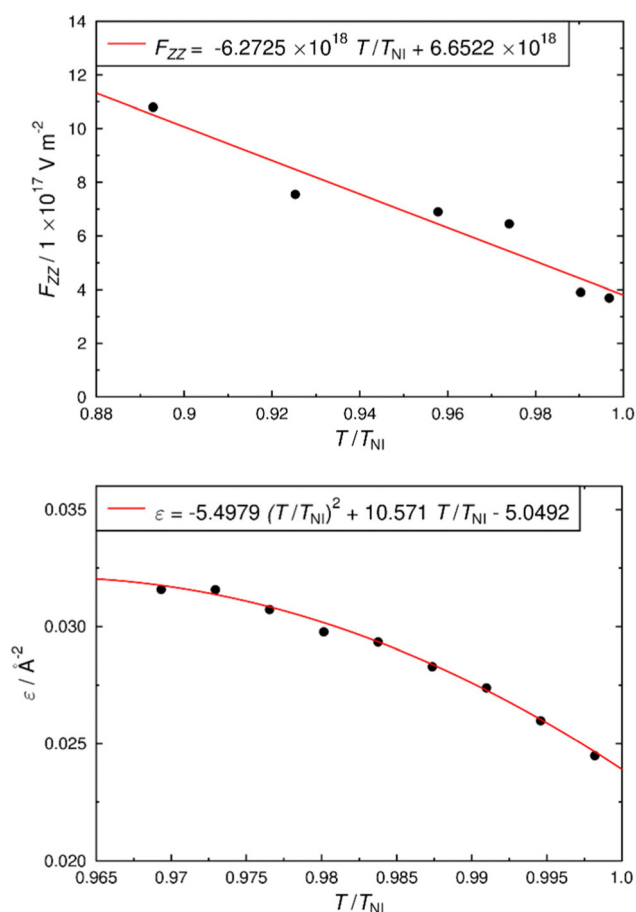 14
F_ZZ = -6.2725 ×10^18 T/T_NI + 6.6522 ×10^18
12
10
8
6
4
2
0
F_ZZ / 1 ×10^17 V m^-2
0.88 0.9 0.92 0.94 0.96 0.98 1.0
T/T_NI
0.035
ε = -5.4979 (T/T_NI)^2 + 10.571 T/T_NI - 5.0492
0.030
0.025
0.020
ε / Å^-2
0.965 0.97 0.975 0.98 0.985 0.99 0.995 1.0
T/T_NI